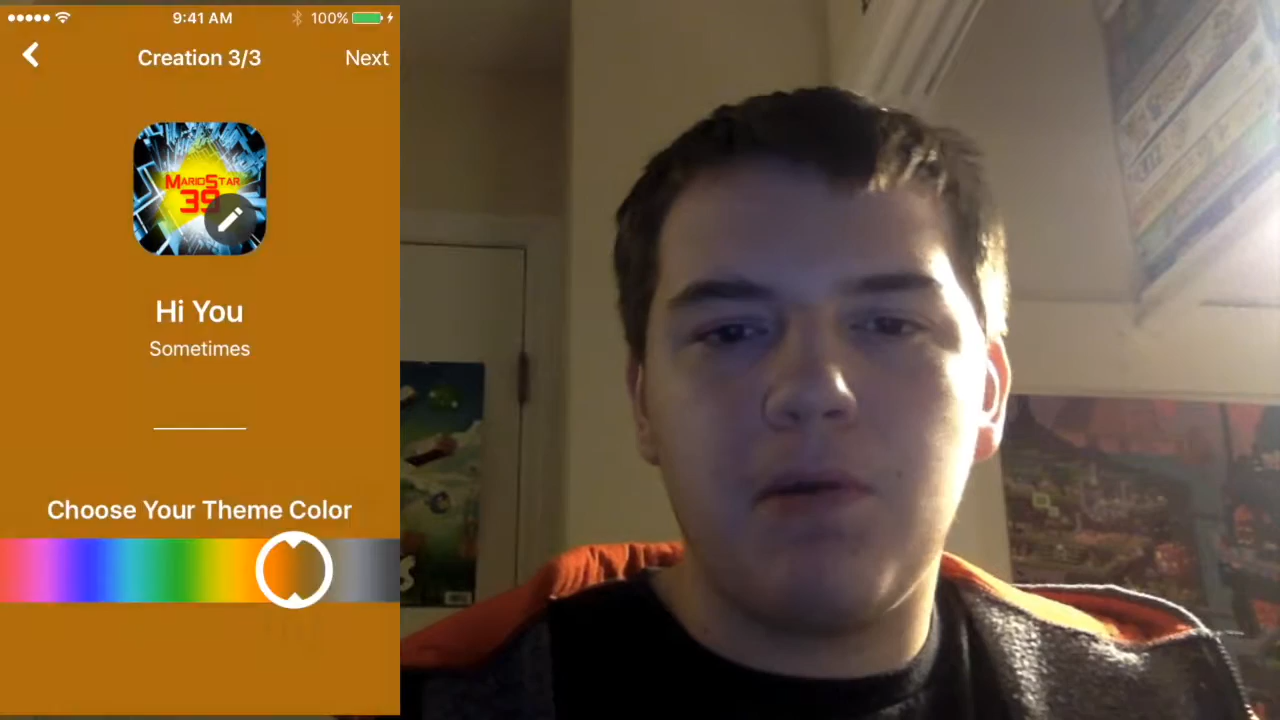 9:41 AM 100%
Creation 3/3 Next
MarioStar
39
Hi You
Sometimes
Choose Your Theme Color